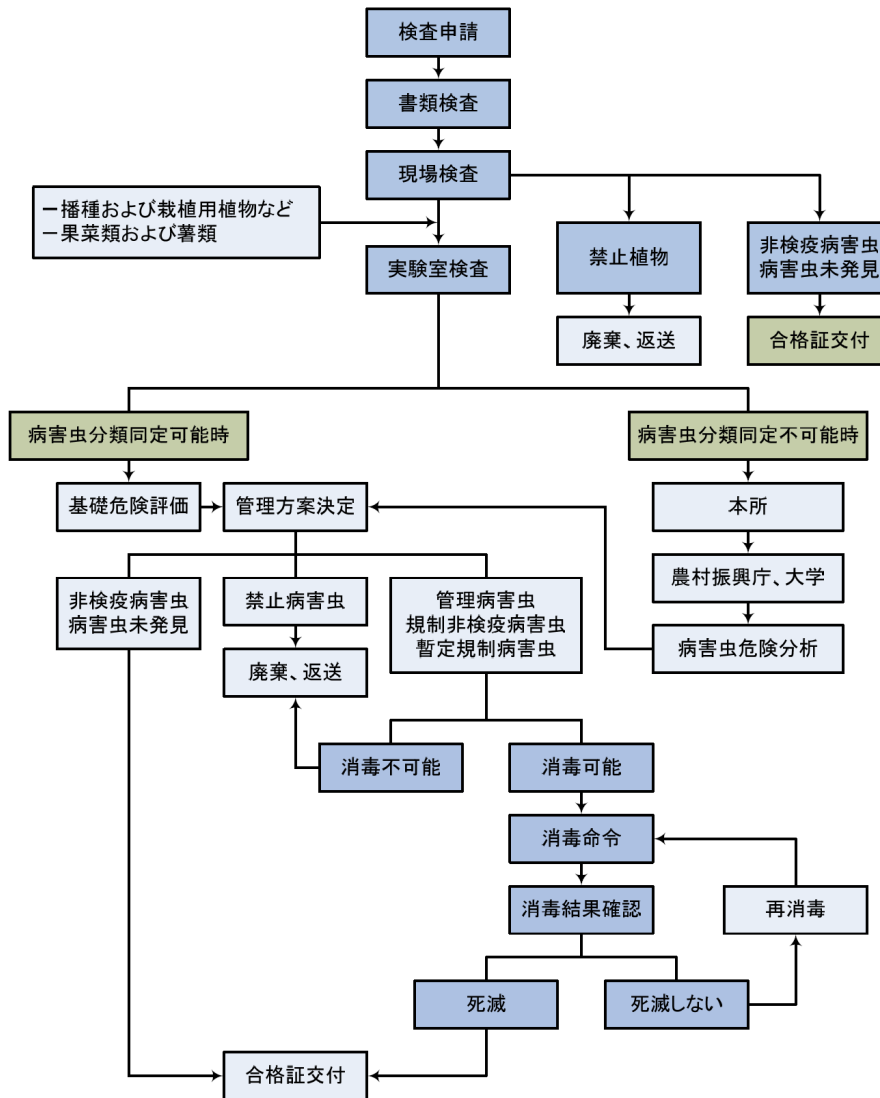 検査申請
書類検査
現場検査
－播種および栽植用植物など
－果菜類および薯類
実験室検査
禁止植物
非検疫病害虫
病害虫未発見
廃棄、返送
合格証交付
病害虫分類同定可能時
病害虫分類同定不可能時
基礎危険評価
管理方案決定
本所
農村振興庁、大学
病害虫危険分析
非検疫病害虫
病害虫未発見
禁止病害虫
管理病害虫
規制非検疫病害虫
暫定規制病害虫
廃棄、返送
消毒不可能
消毒可能
消毒命令
消毒結果確認
再消毒
死滅
死滅しない
合格証交付